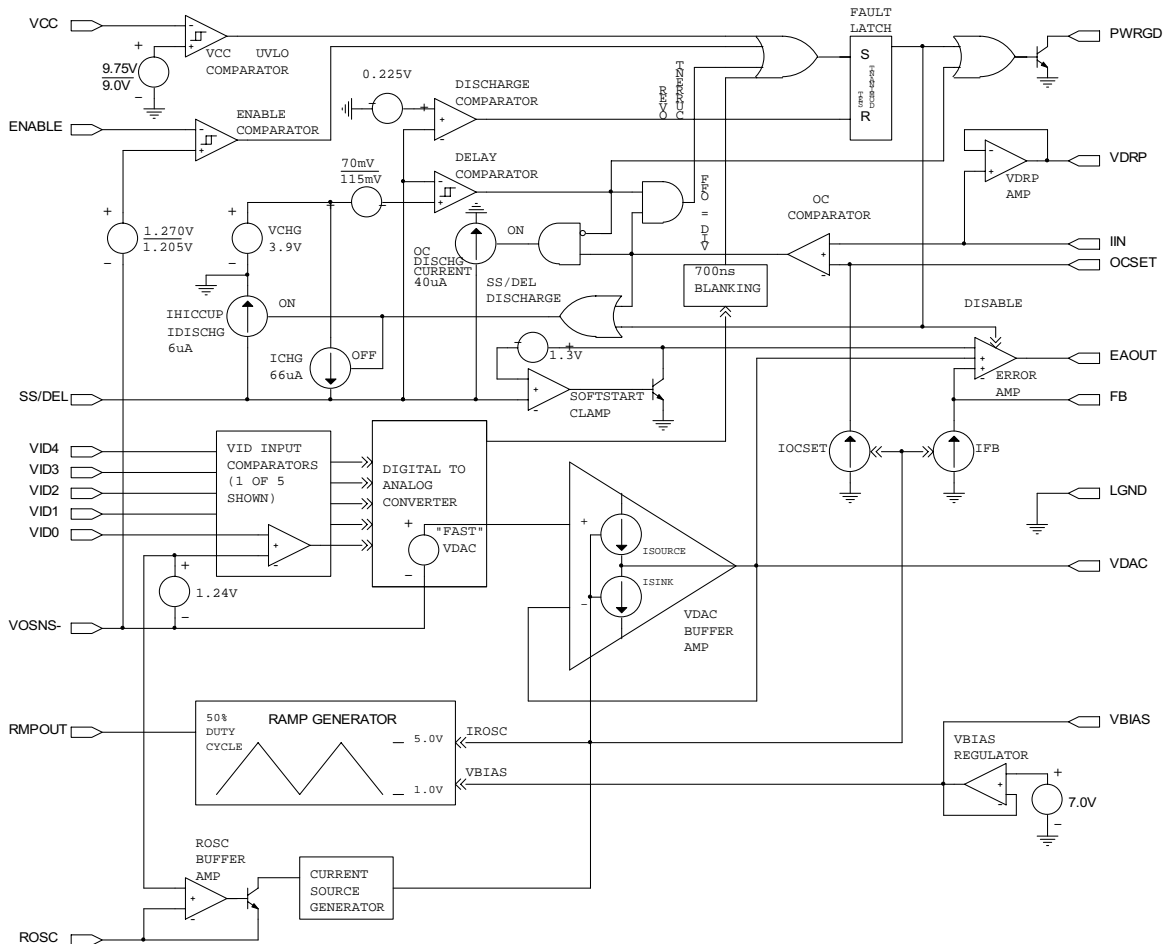 VCC
VCC UVLO
COMPARATOR
9.75V
9.0V
ENABLE
ENABLE
COMPARATOR
0.225V
DISCHARGE
COMPARATOR
70mV
115mV
DELAY
COMPARATOR
1.270V
1.205V
VCHG
3.9V
ON
OC
DISCHG
CURRENT
40uA
ON
IHICCUP
IDISCHG
6uA
ICHG
66uA
OFF
SS/DEL
DISCHARGE
OVER
CURRENT
FAULT
LATCH
S
R
SET
DOMINANT
VID = OFF
700ns
BLANKING
OC
COMPARATOR
DISABLE
PWRGD
VDRP
AMP
VDRP
IIN
OCSET
1.3V
SOFTSTART
CLAMP
ERROR
AMP
EAOUT
FB
SS/DEL
IOCSET
IFB
LGND
VID4
VID3
VID2
VID1
VID0
VID INPUT
COMPARATORS
(1 OF 5
SHOWN)
DIGITAL TO
ANALOG
CONVERTER
"FAST"
VDAC
1.24V
VOSNS-
ISOURCE
ISINK
VDAC
BUFFER
AMP
VDAC
RMPOUT
50%
DUTY
CYCLE
RAMP GENERATOR
5.0V
1.0V
IROSC
VBIAS
VBIAS
REGULATOR
VBIAS
7.0V
ROSC
BUFFER
AMP
CURRENT
SOURCE
GENERATOR
ROSC